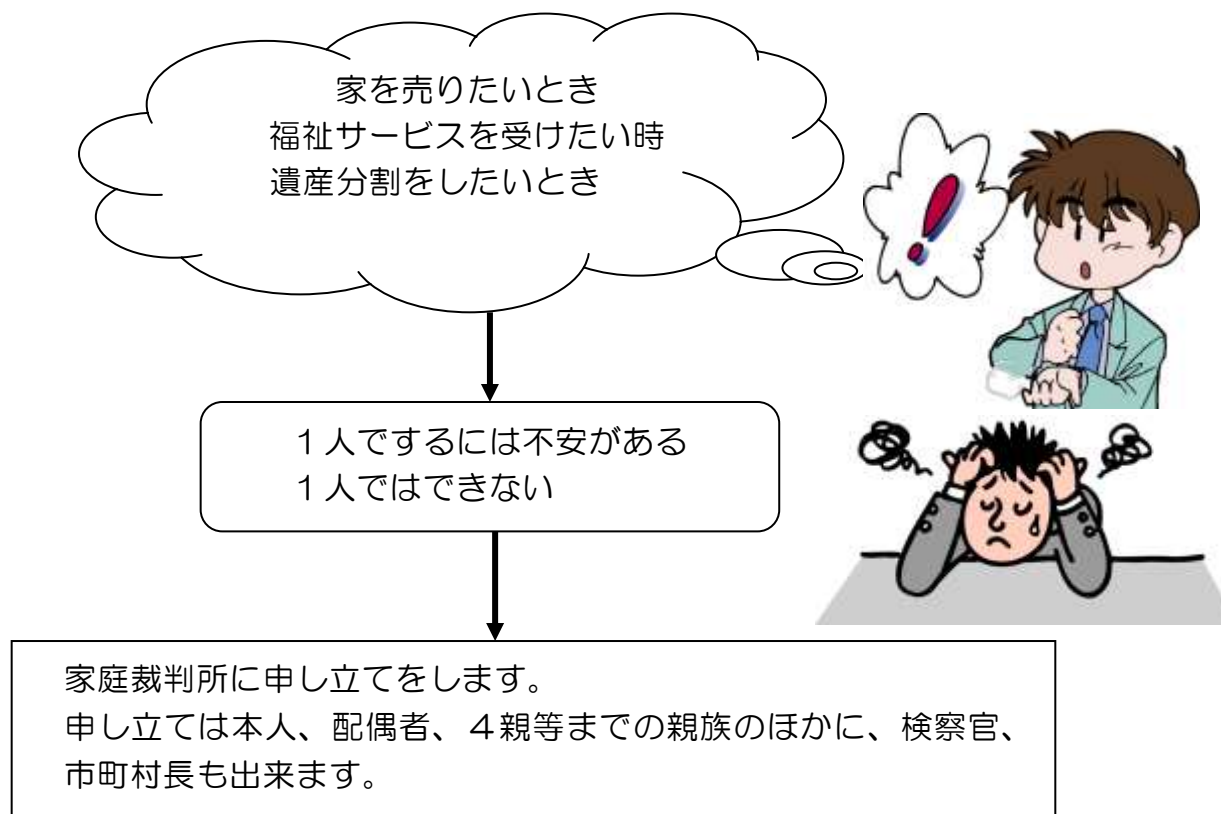 家を売りたいとき
福祉サービスを受けたい時
遺産分割をしたいとき
１人でするには不安がある
１人ではできない
家庭裁判所に申し立てをします。
申し立ては本人、配偶者、４親等までの親族のほかに、検察官、
市町村長も出来ます。